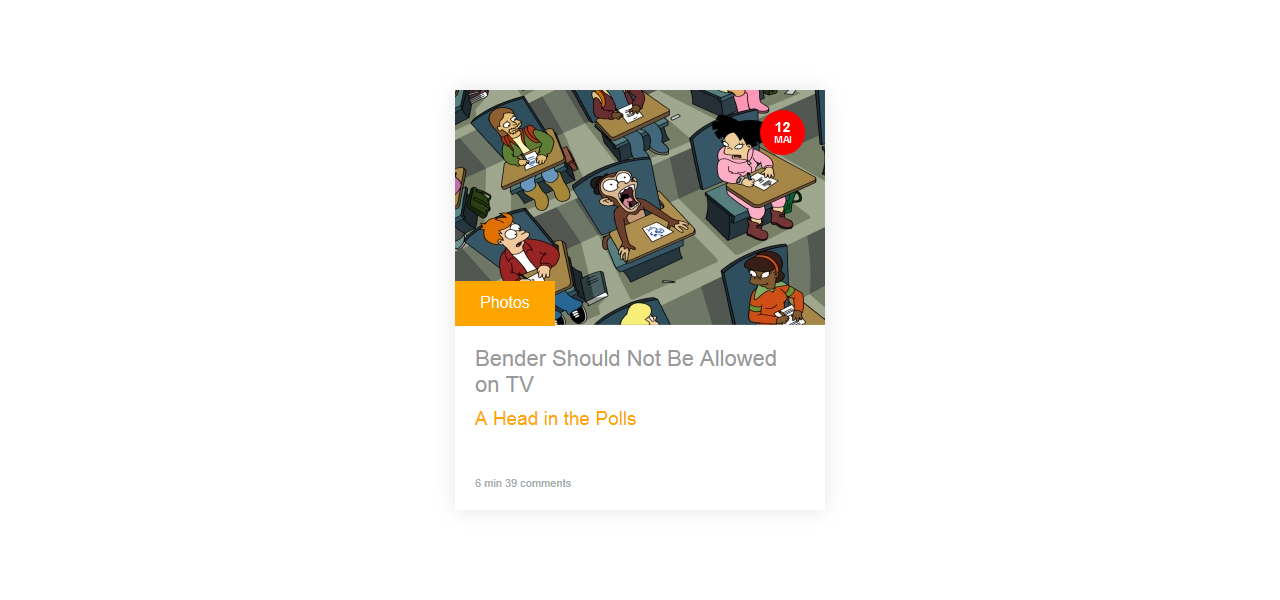 12
MAI
Photos
Bender Should Not Be Allowed
on TV
A Head in the Polls
6 min 39 comments